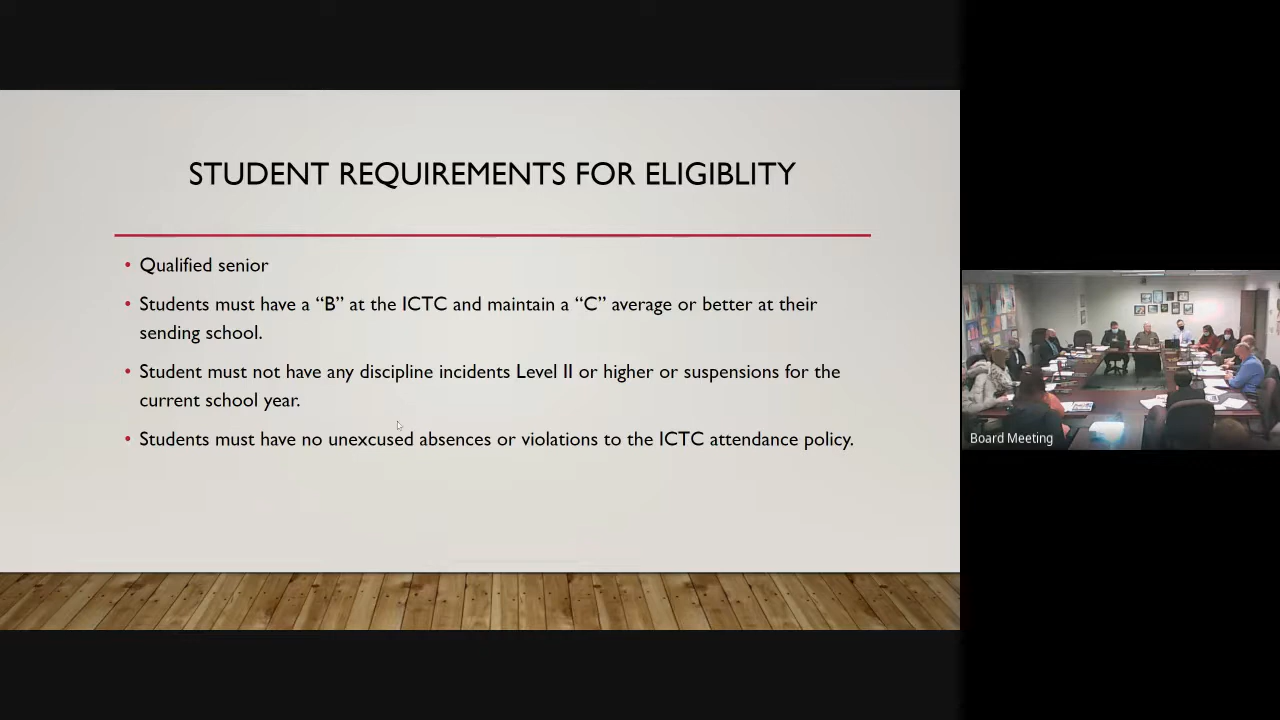 STUDENT REQUIREMENTS FOR ELIGIBLITY
• Qualified senior
• Students must have a “B” at the ICTC and maintain a “C” average or better at their
sending school.
• Student must not have any discipline incidents Level II or higher or suspensions for the
current school year.
• Students must have no unexcused absences or violations to the ICTC attendance policy.
Board Meeting